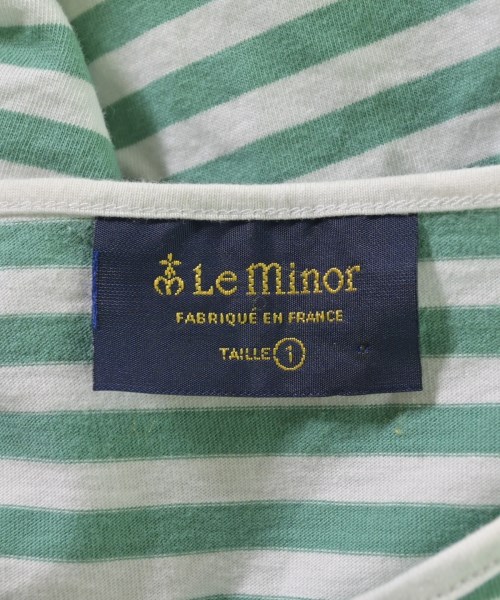 Le Minor
FABRIQUÉ EN FRANCE
TAILLE 1